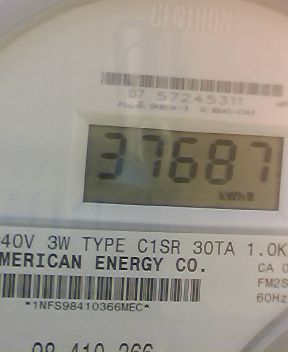 CENTRON
07 57245311
37687
kWh
40V 3W TYPE C1SR 30TA 1.0K
MERICAN ENERGY CO.
CA 0
FM2S
*1NFS98410366MEC*
60Hz
98 410 366